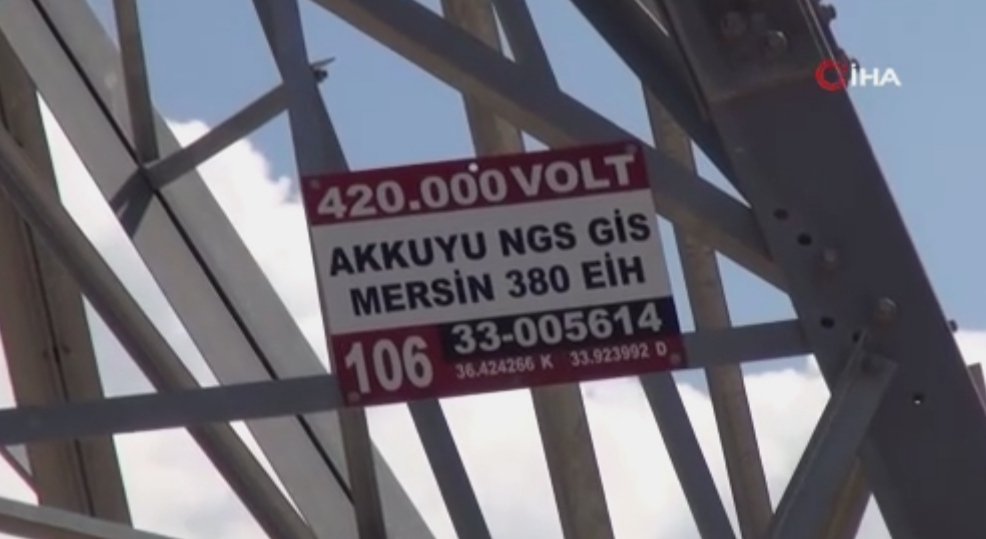 İHA
420.000 VOLT
AKKUYU NGS GİS
MERSİN 380 EİH
106
33-005614
36.424266 K 33.923992 D